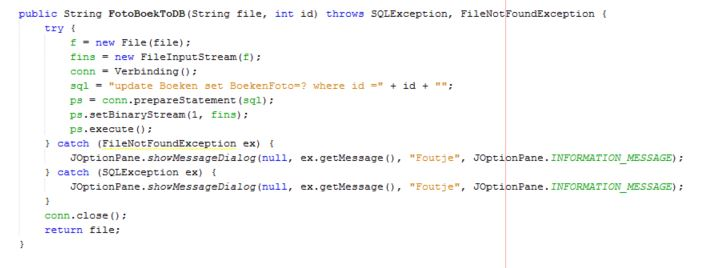 public String FotoBoekToDB(String file, int id) throws SQLException, FileNotFoundException {
    try {
        f = new File(file);
        fins = new FileInputStream(f);
        conn = Verbinding();
        sql = "update Boeken set BoekenFoto=? where id =" + id + "";
        ps = conn.prepareStatement(sql);
        ps.setBinaryStream(1, fins);
        ps.execute();
    } catch (FileNotFoundException ex) {
        JOptionPane.showMessageDialog(null, ex.getMessage(), "Foutje", JOptionPane.INFORMATION_MESSAGE);
    } catch (SQLException ex) {
        JOptionPane.showMessageDialog(null, ex.getMessage(), "Foutje", JOptionPane.INFORMATION_MESSAGE);
    }
    conn.close();
    return file;
}